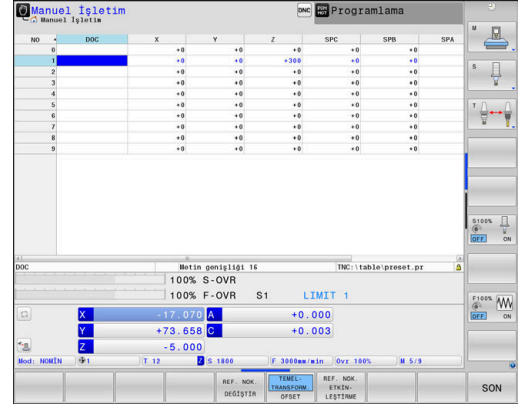 Manuel İşletim
DNC
Programlama
Manuel İşletim
NO DOC X Y Z SPC SPB SPA
0 +0 +0 +0 +0 +0
1 +0 +0 +300 +0 +0
2 +0 +0 +0 +0 +0
3 +0 +0 +0 +0 +0
4 +0 +0 +0 +0 +0
5 +0 +0 +0 +0 +0
6 +0 +0 +0 +0 +0
7 +0 +0 +0 +0 +0
8 +0 +0 +0 +0 +0
9 +0 +0 +0 +0 +0
M
S
T
S100%
OFF ON
F100%
OFF ON
DOC Metin genişliği 16 TNC:\table\preset.pr
100% S-OVR
100% F-OVR S1 LIMIT 1
X -17.070 A +0.000
Y +73.658 C +0.003
Z -5.000
Mod: NOMİN 1 T 12 Z S 1800 F 3000mm/min Ovr 100% M 5/9
REF. NOK.
DEĞİŞTİR
TEMEL-
TRANSFORM.
OFSET
REF. NOK.
ETKİN-
LEŞTİRME
SON